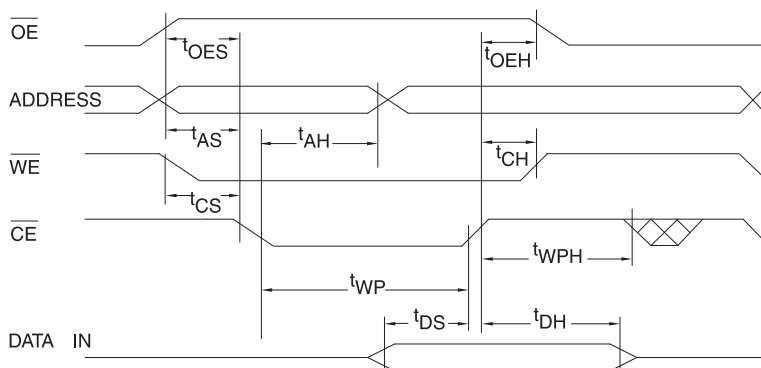 OE
tOES
tOEH
ADDRESS
tAS
tAH
tCH
WE
tCS
CE
tWPH
tWP
tDS
tDH
DATA IN